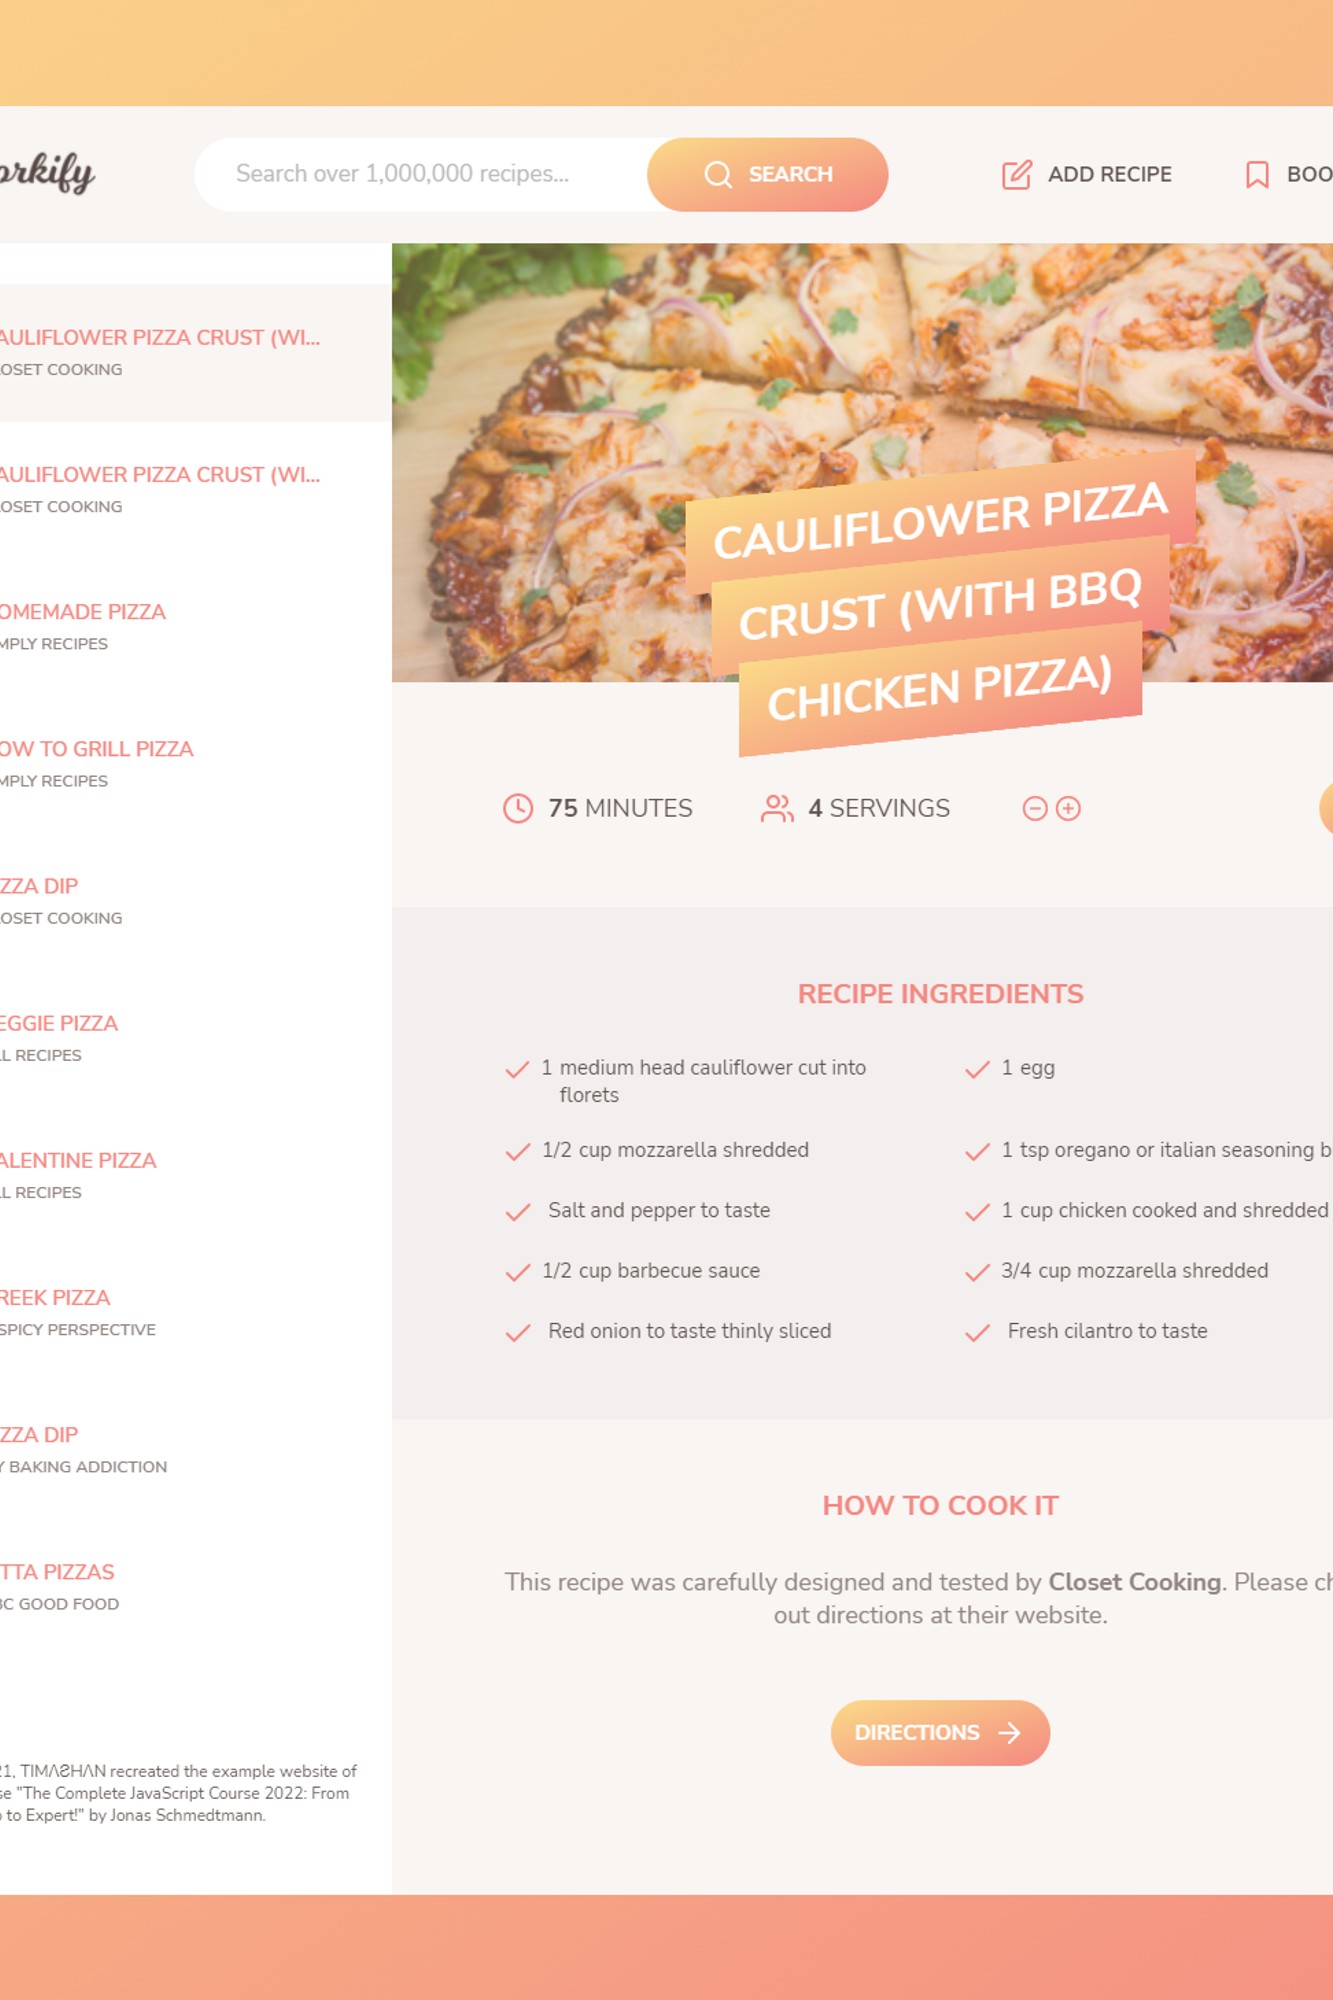 orkify
Search over 1,000,000 recipes...
SEARCH
ADD RECIPE
BOO
AULIFLOWER PIZZA CRUST (WI...
LOSET COOKING
AULIFLOWER PIZZA CRUST (WI...
LOSET COOKING
OMEMADE PIZZA
MPLY RECIPES
OW TO GRILL PIZZA
MPLY RECIPES
ZZA DIP
LOSET COOKING
EGGIE PIZZA
LL RECIPES
ALENTINE PIZZA
LL RECIPES
REEK PIZZA
SPICY PERSPECTIVE
ZZA DIP
Y BAKING ADDICTION
TTA PIZZAS
BC GOOD FOOD
21, TIMΛƧHΛN recreated the example website of
se "The Complete JavaScript Course 2022: From
o to Expert!" by Jonas Schmedtmann.
CAULIFLOWER PIZZA
CRUST (WITH BBQ
CHICKEN PIZZA)
75 MINUTES
4 SERVINGS
RECIPE INGREDIENTS
1 medium head cauliflower cut into
florets
1 egg
1/2 cup mozzarella shredded
1 tsp oregano or italian seasoning b
Salt and pepper to taste
1 cup chicken cooked and shredded
1/2 cup barbecue sauce
3/4 cup mozzarella shredded
Red onion to taste thinly sliced
Fresh cilantro to taste
HOW TO COOK IT
This recipe was carefully designed and tested by Closet Cooking. Please ch
out directions at their website.
DIRECTIONS